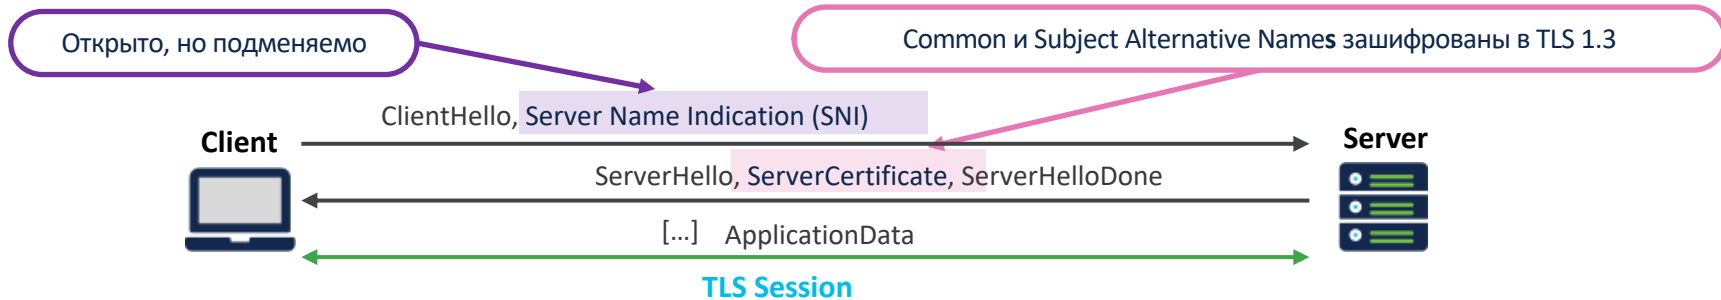 Открыто, но подменяемо
Common и Subject Alternative Names зашифрованы в TLS 1.3
ClientHello, Server Name Indication (SNI)
Client
Server
ServerHello, ServerCertificate, ServerHelloDone
[...] ApplicationData
TLS Session